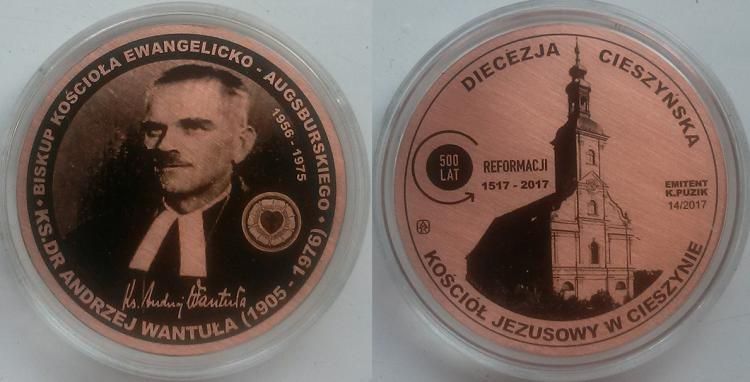 • BISKUP KOŚCIOŁA EWANGELICKO - AUGSBURSKIEGO •
KS.DR ANDRZEJ WANTUŁA (1905 - 1976)
1956 - 1975
Ks. Andrzej Wantuła
DIECEZJA CIESZYŃSKA
500
LAT
REFORMACJI
1517 - 2017
EMITENT
K.PUZIK
14/2017
KOŚCIÓŁ JEZUSOWY W CIESZYNIE